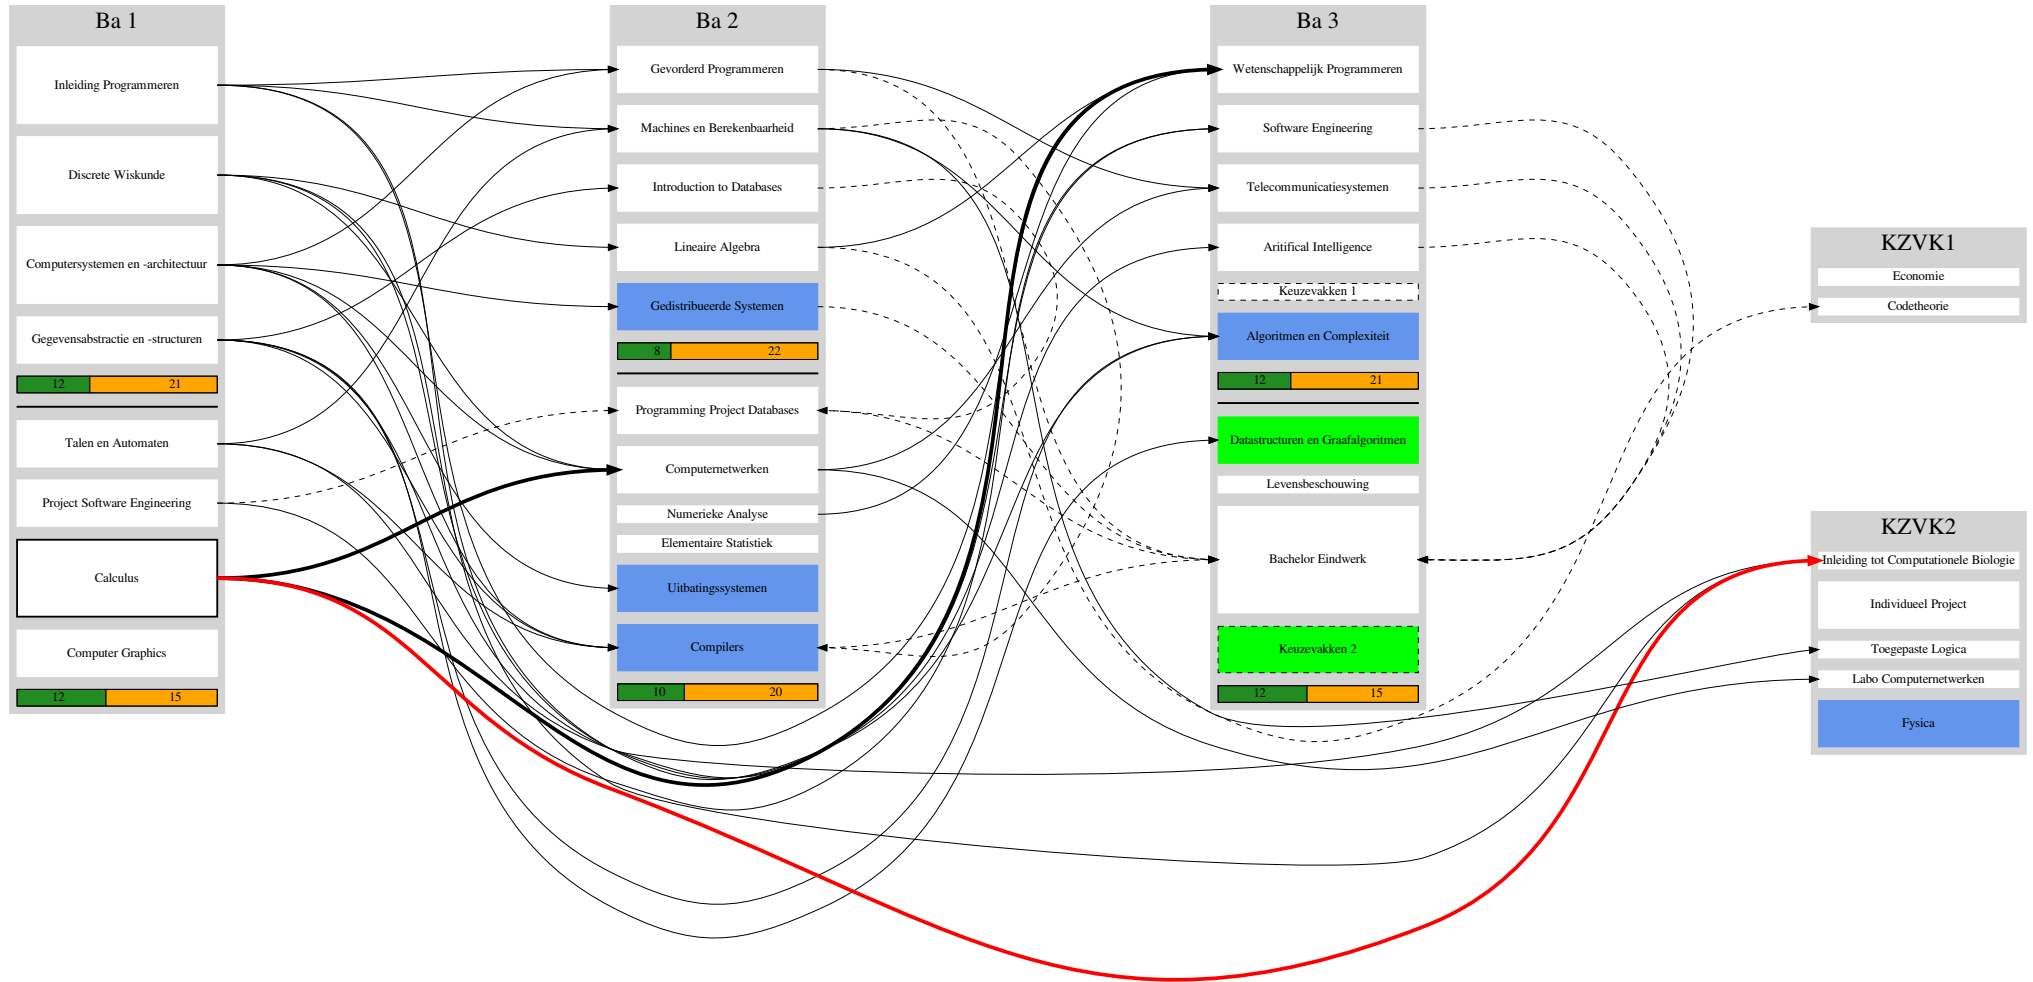 Ba 1
Inleiding Programmeren
Discrete Wiskunde
Computersystemen en -architectuur
Gegevensabstractie en -structuren
12 21
Talen en Automaten
Project Software Engineering
Calculus
Computer Graphics
12 15
Ba 2
Gevorderd Programmeren
Machines en Berekenbaarheid
Introduction to Databases
Lineaire Algebra
Gedistribueerde Systemen
8 22
Programming Project Databases
Computernetwerken
Numerieke Analyse
Elementaire Statistiek
Uitbatingssystemen
Compilers
10 20
Ba 3
Wetenschappelijk Programmeren
Software Engineering
Telecommunicatiesystemen
Aritifical Intelligence
Keuzevakken 1
Algoritmen en Complexiteit
12 21
Datastructuren en Graafalgoritmen
Levensbeschouwing
Bachelor Eindwerk
Keuzevakken 2
12 15
KZVK1
Economie
Codetheorie
KZVK2
Inleiding tot Computationele Biologie
Individueel Project
Toegepaste Logica
Labo Computernetwerken
Fysica